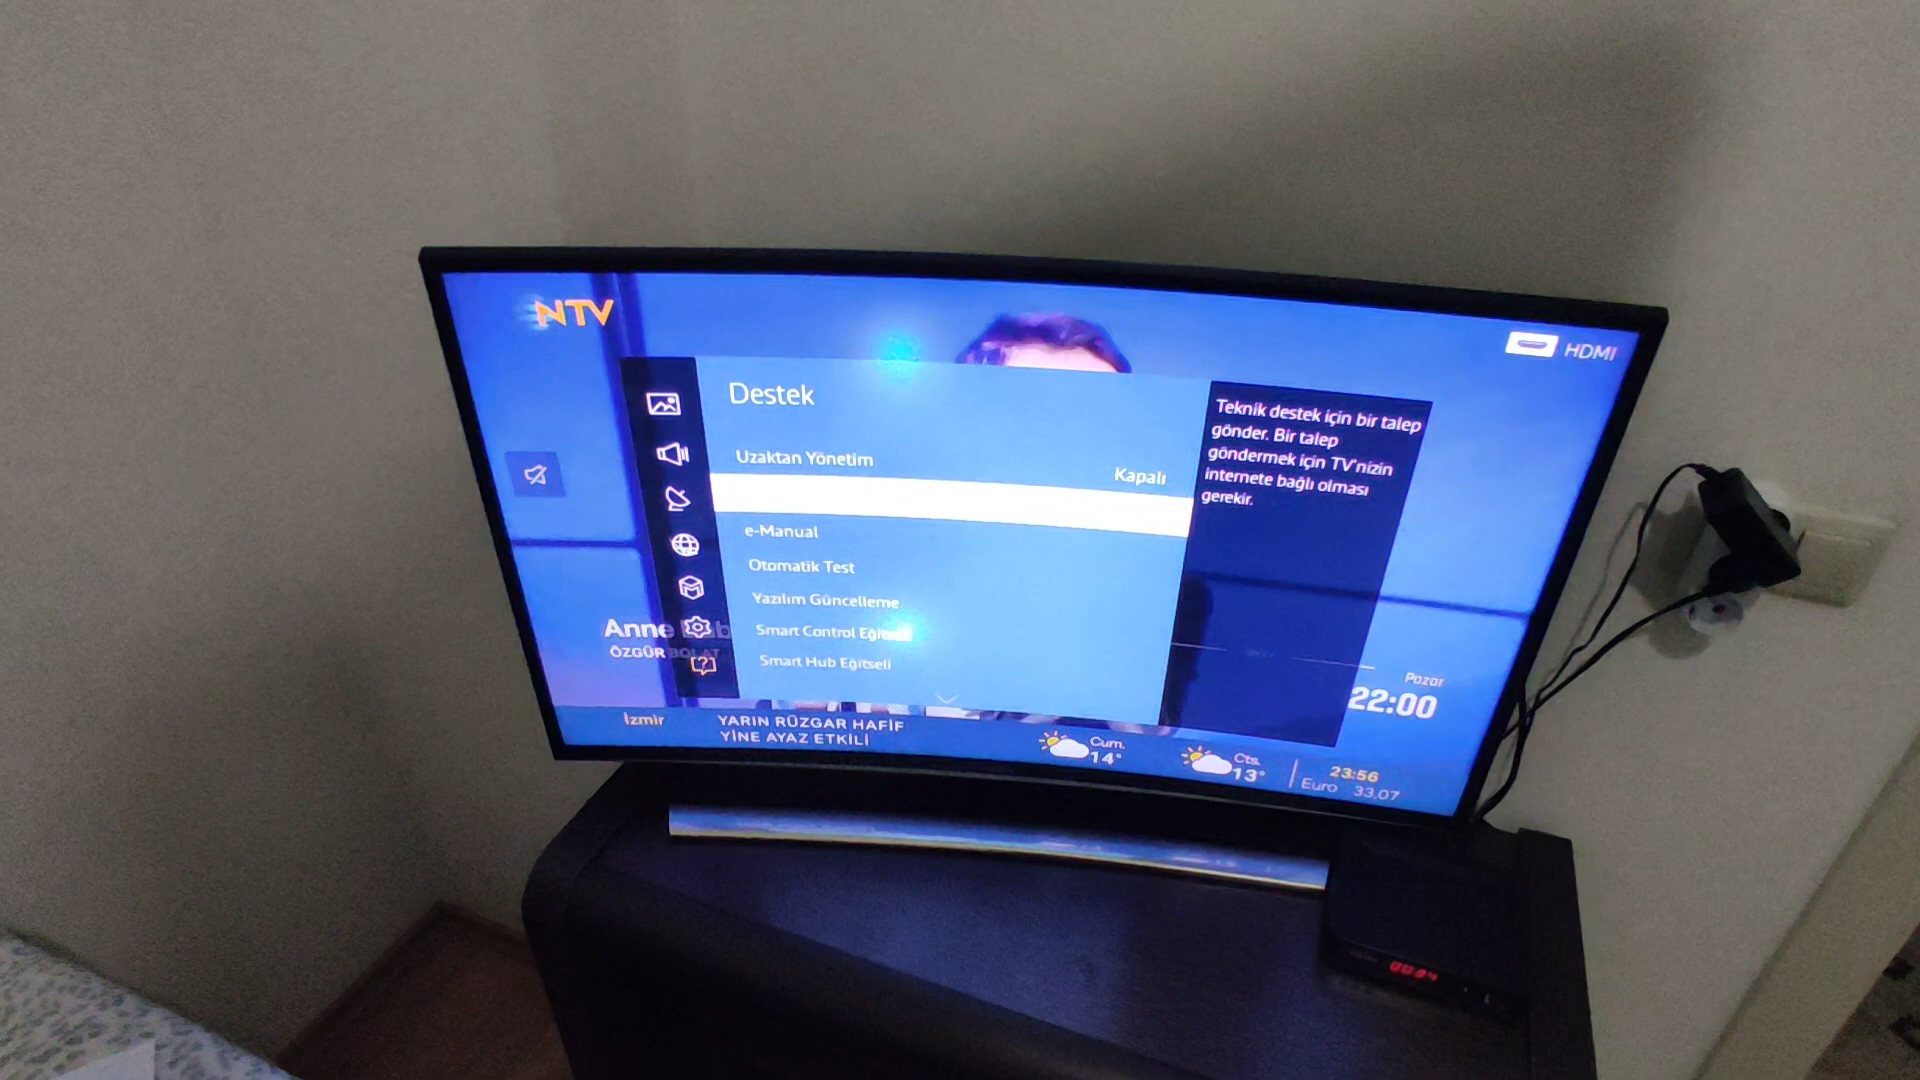 NTV
HDMI
Destek
Uzaktan Yönetim
Kapalı
e-Manual
Otomatik Test
Yazılım Güncelleme
Smart Control
Smart Hub Eğitseli
Teknik destek için bir talep
gönder. Bir talep
göndermek için TV'nizin
internete bağlı olması
gerekir.
Anne
ÖZGÜR BOLAT
Pazar
22:00
İzmir
YARIN RÜZGAR HAFİF
YİNE AYAZ ETKİLİ
Cum.
14°
Cts.
13°
23:56
Euro 33,07